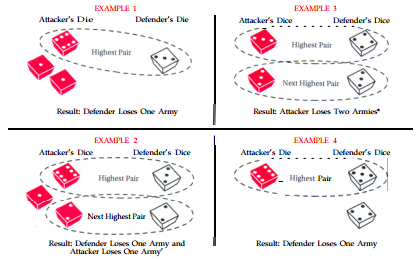 EXAMPLE 1
Attacker's Die
Defender's Die
Highest Pair
Result: Defender Loses One Army
EXAMPLE 3
Attacker's Dice
Defender's Dice
Highest Pair
Next Highest Pair
Result: Attacker Loses Two Armies*
EXAMPLE 2
Attacker's Dice
Defender's Dice
Highest Pair
Next Highest Pair
Result: Defender Loses One Army and
Attacker Loses One Army*
EXAMPLE 4
Attacker's Die
Defender's Dice
Highest Pair
Result: Defender Loses One Army